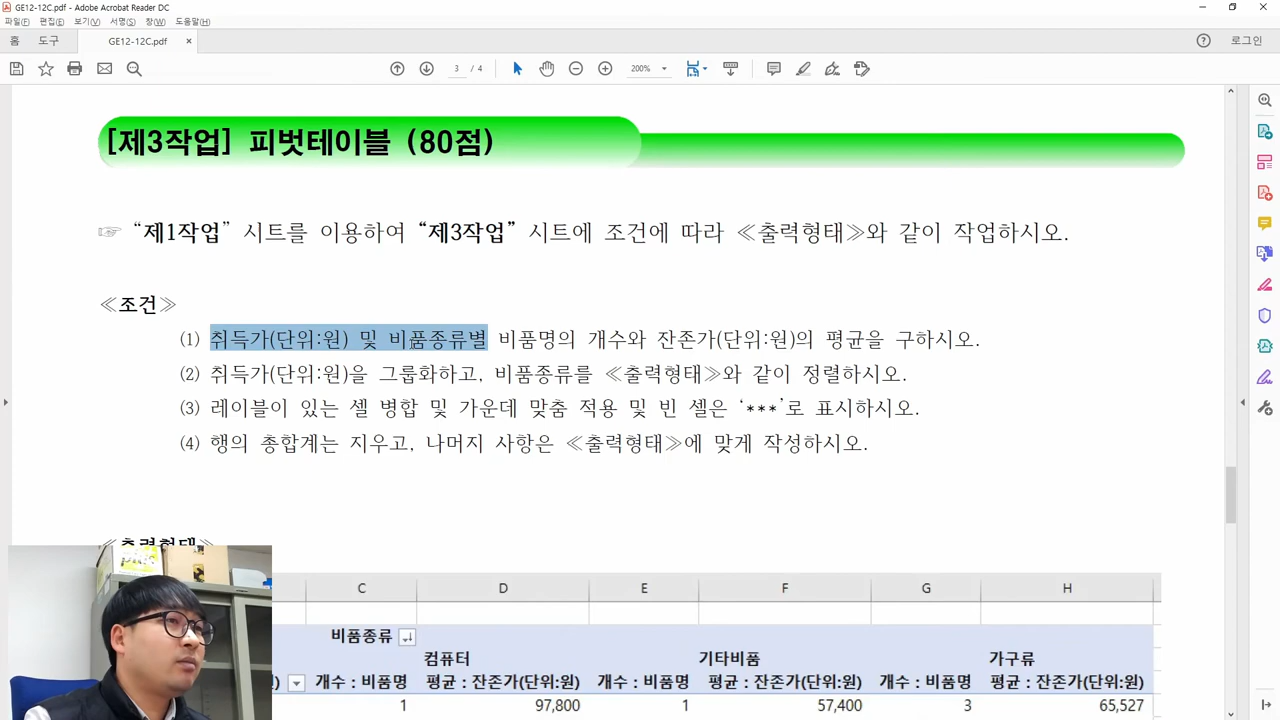 GE12-12C.pdf - Adobe Acrobat Reader DC
파일(F) 편집(E) 보기(V) 서명(S) 창(W) 도움말(H)
홈 도구 GE12-12C.pdf × 로그인
3 / 4 200%
[제3작업] 피벗테이블 (80점)
☞ “제1작업” 시트를 이용하여 “제3작업” 시트에 조건에 따라 ≪출력형태≫와 같이 작업하시오.
≪조건≫
(1) 취득가(단위:원) 및 비품종류별 비품명의 개수와 잔존가(단위:원)의 평균을 구하시오.
(2) 취득가(단위:원)을 그룹화하고, 비품종류를 ≪출력형태≫와 같이 정렬하시오.
(3) 레이블이 있는 셀 병합 및 가운데 맞춤 적용 및 빈 셀은 ‘***’로 표시하시오.
(4) 행의 총합계는 지우고, 나머지 사항은 ≪출력형태≫에 맞게 작성하시오.
C D E F G H
비품종류
컴퓨터 기타비품 가구류
개수 : 비품명 평균 : 잔존가(단위:원) 개수 : 비품명 평균 : 잔존가(단위:원) 개수 : 비품명 평균 : 잔존가(단위:원)
1 97,800 1 57,400 3 65,527